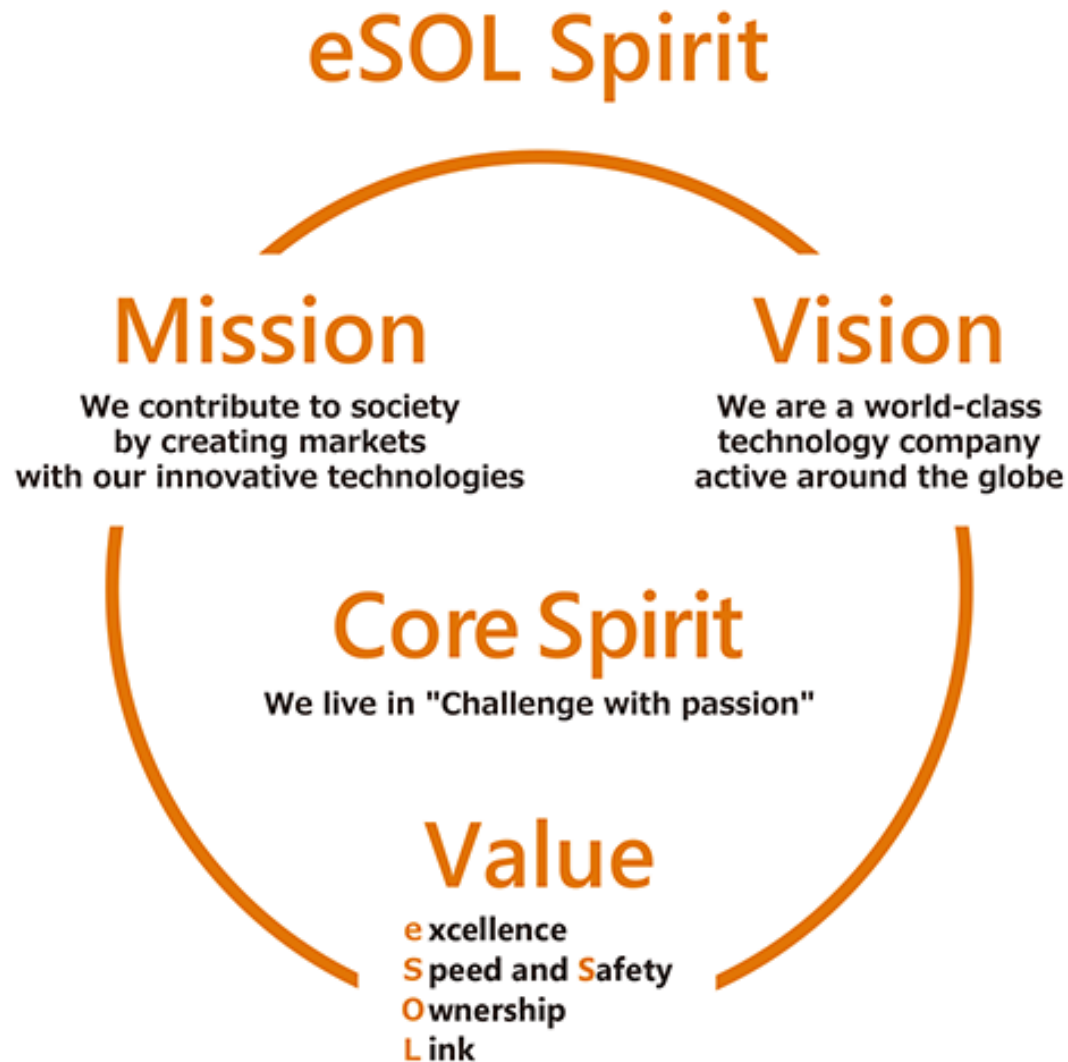 eSOL Spirit
Mission
We contribute to society
by creating markets
with our innovative technologies
Vision
We are a world-class
technology company
active around the globe
Core Spirit
We live in "Challenge with passion"
Value
excellence
Speed and Safety
Ownership
Link